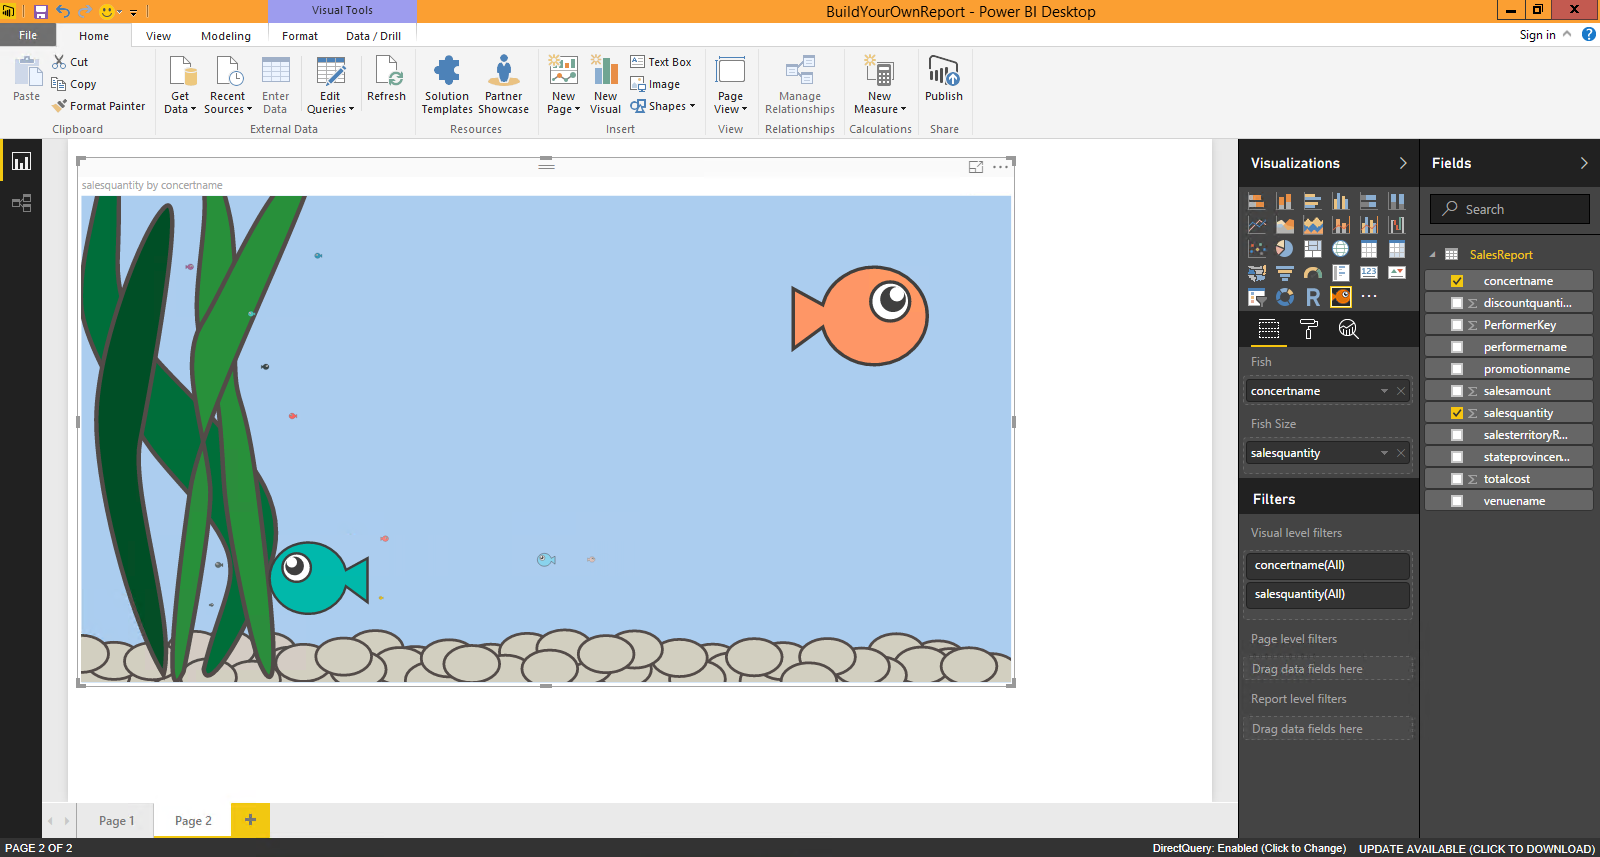 Visual Tools
BuildYourOwnReport - Power BI Desktop
File
Home
View
Modeling
Format
Data / Drill
Sign in
Paste
Cut
Copy
Format Painter
Clipboard
Get Data
Recent Sources
Enter Data
Edit Queries
Refresh
External Data
Solution Templates
Partner Showcase
Resources
New Page
New Visual
Text Box
Image
Shapes
Insert
Page View
View
Manage Relationships
Relationships
New Measure
Calculations
Publish
Share
salesquantity by concertname
Visualizations
R
123
Fish
concertname
Fish Size
salesquantity
Filters
Visual level filters
concertname(All)
salesquantity(All)
Page level filters
Drag data fields here
Report level filters
Drag data fields here
Fields
Search
SalesReport
concertname
Σ discountquanti...
Σ PerformerKey
performername
promotionname
Σ salesamount
Σ salesquantity
salesterritoryR...
stateprovincen...
Σ totalcost
venuename
Page 1
Page 2
+
PAGE 2 OF 2
DirectQuery: Enabled (Click to Change)
UPDATE AVAILABLE (CLICK TO DOWNLOAD)